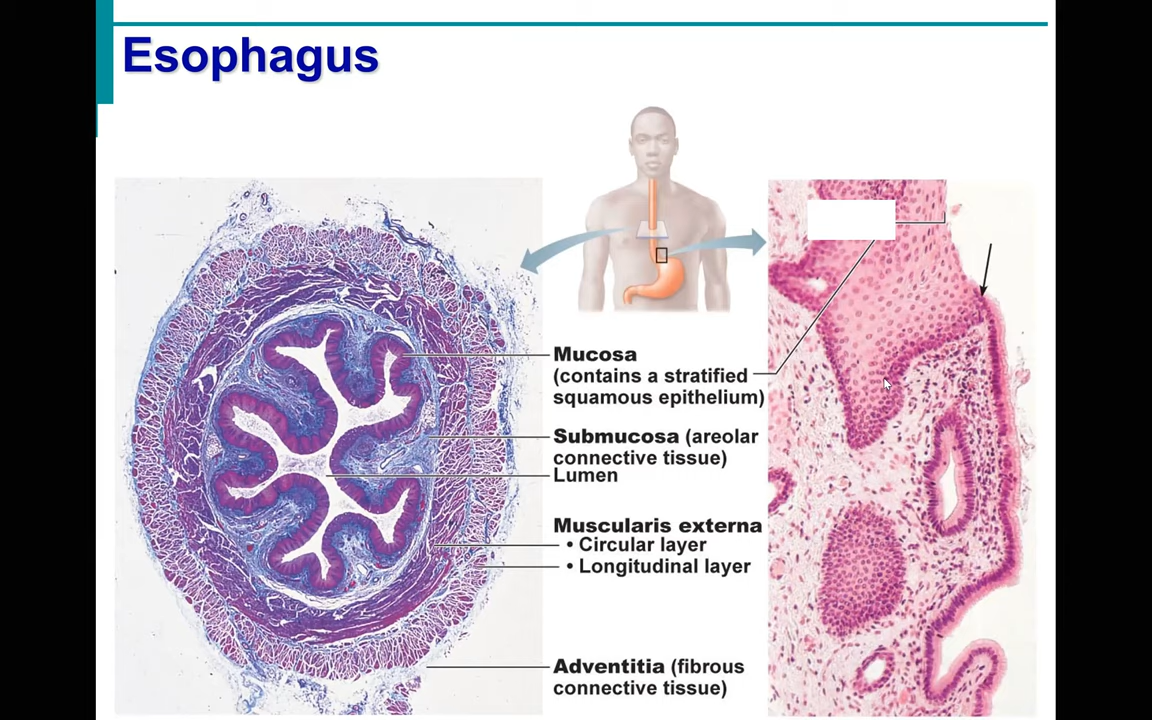 Esophagus
Mucosa
(contains a stratified
squamous epithelium)
Submucosa (areolar
connective tissue)
Lumen
Muscularis externa
• Circular layer
• Longitudinal layer
Adventitia (fibrous
connective tissue)